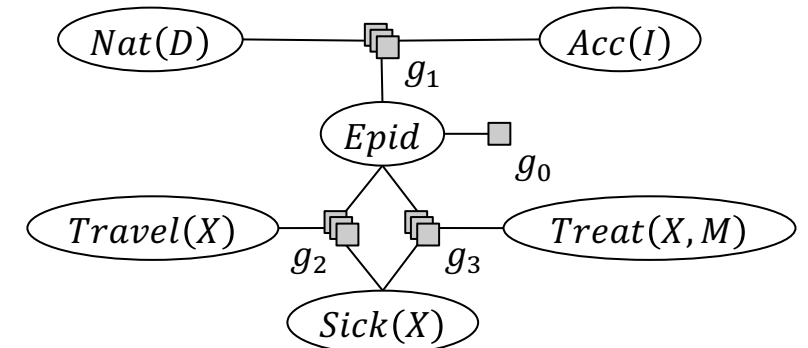 Nat(D) Acc(I)
g₁
Epid
g₀
Travel(X) Treat(X, M)
g₂ g₃
Sick(X)